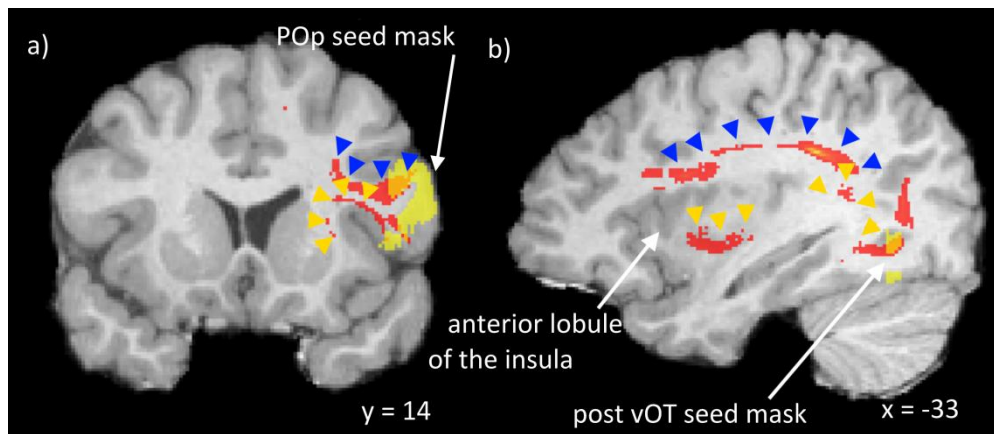 a)
POp seed mask
b)
anterior lobule
of the insula
y = 14
post vOT seed mask
x = -33